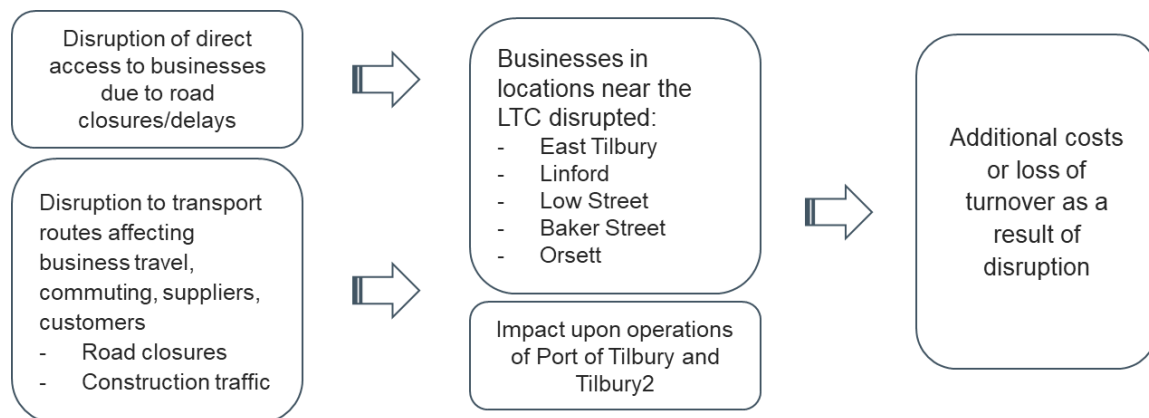 Disruption of direct
access to businesses
due to road
closures/delays
Disruption to transport
routes affecting
business travel,
commuting, suppliers,
customers
- Road closures
- Construction traffic
Businesses in
locations near the
LTC disrupted:
- East Tilbury
- Linford
- Low Street
- Baker Street
- Orsett
Impact upon operations
of Port of Tilbury and
Tilbury2
Additional costs
or loss of
turnover as a
result of
disruption